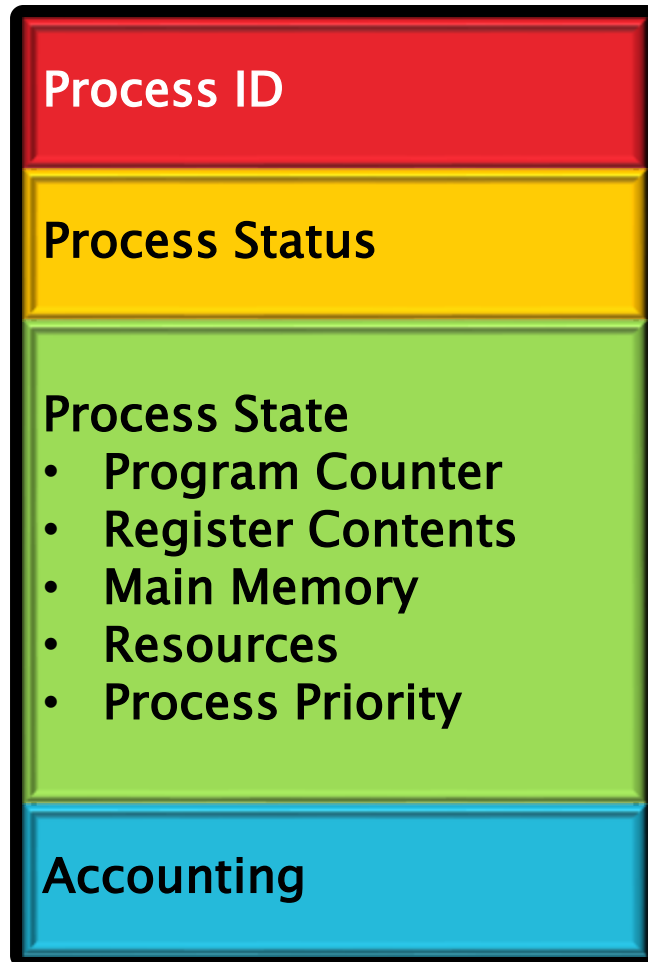 Process ID
Process Status
Process State
• Program Counter
• Register Contents
• Main Memory
• Resources
• Process Priority
Accounting